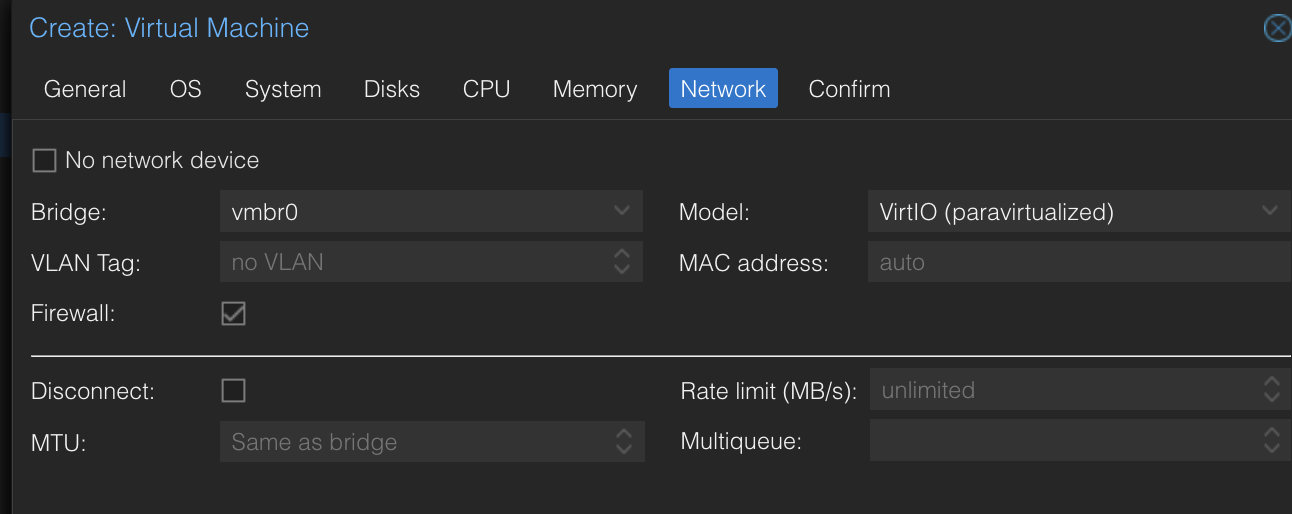 Create: Virtual Machine
General OS System Disks CPU Memory Network Confirm
No network device
Bridge: vmbr0 Model: VirtIO (paravirtualized)
VLAN Tag: no VLAN MAC address: auto
Firewall:
Disconnect: Rate limit (MB/s): unlimited
MTU: Same as bridge Multiqueue: